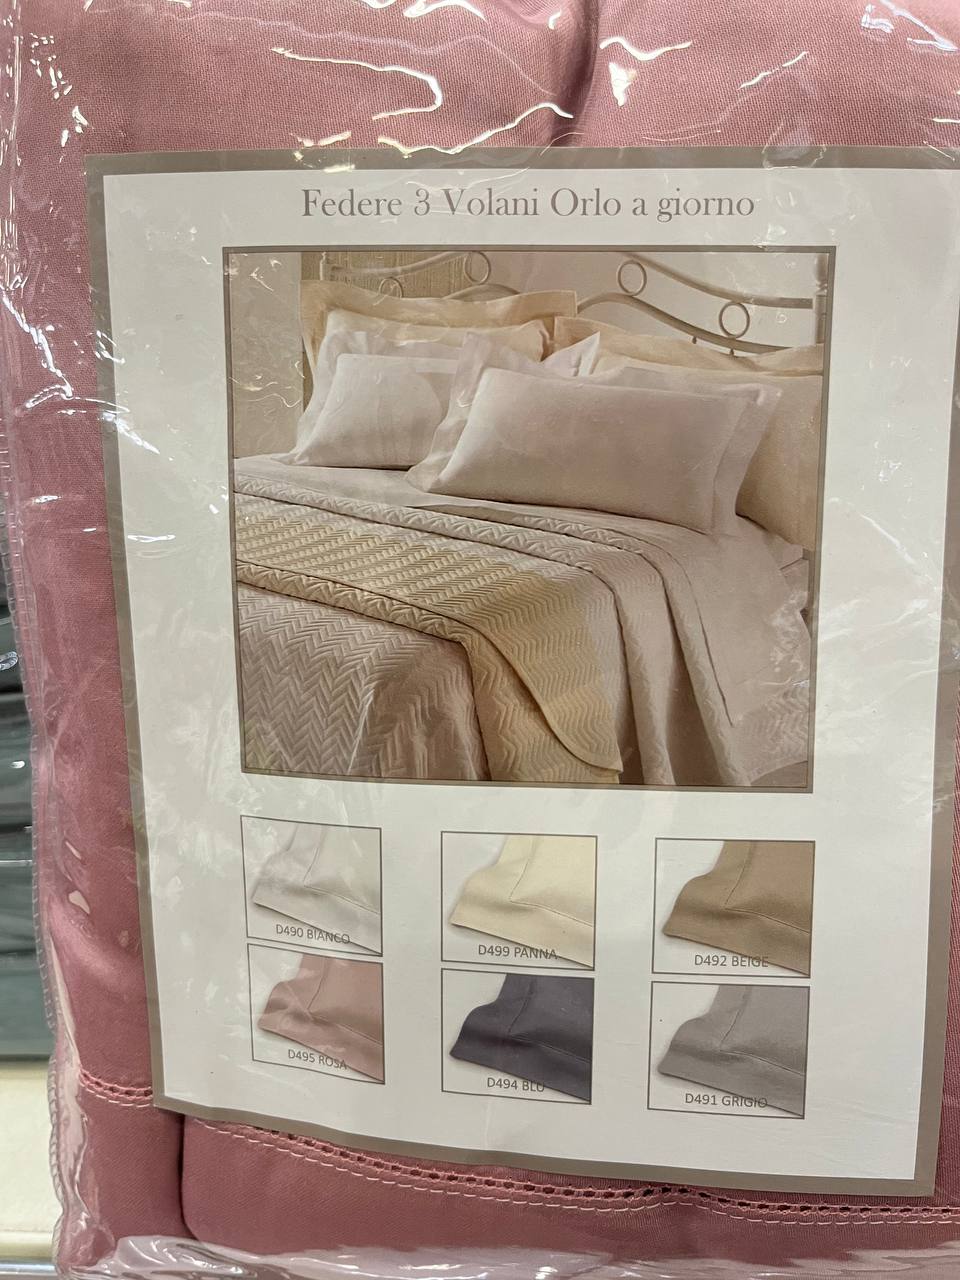 Federe 3 Volani Orlo a giorno
D490 BIANCO
D499 PANNA
D492 BEIGE
D495 ROSA
D494 BLU
D491 GRIGIO